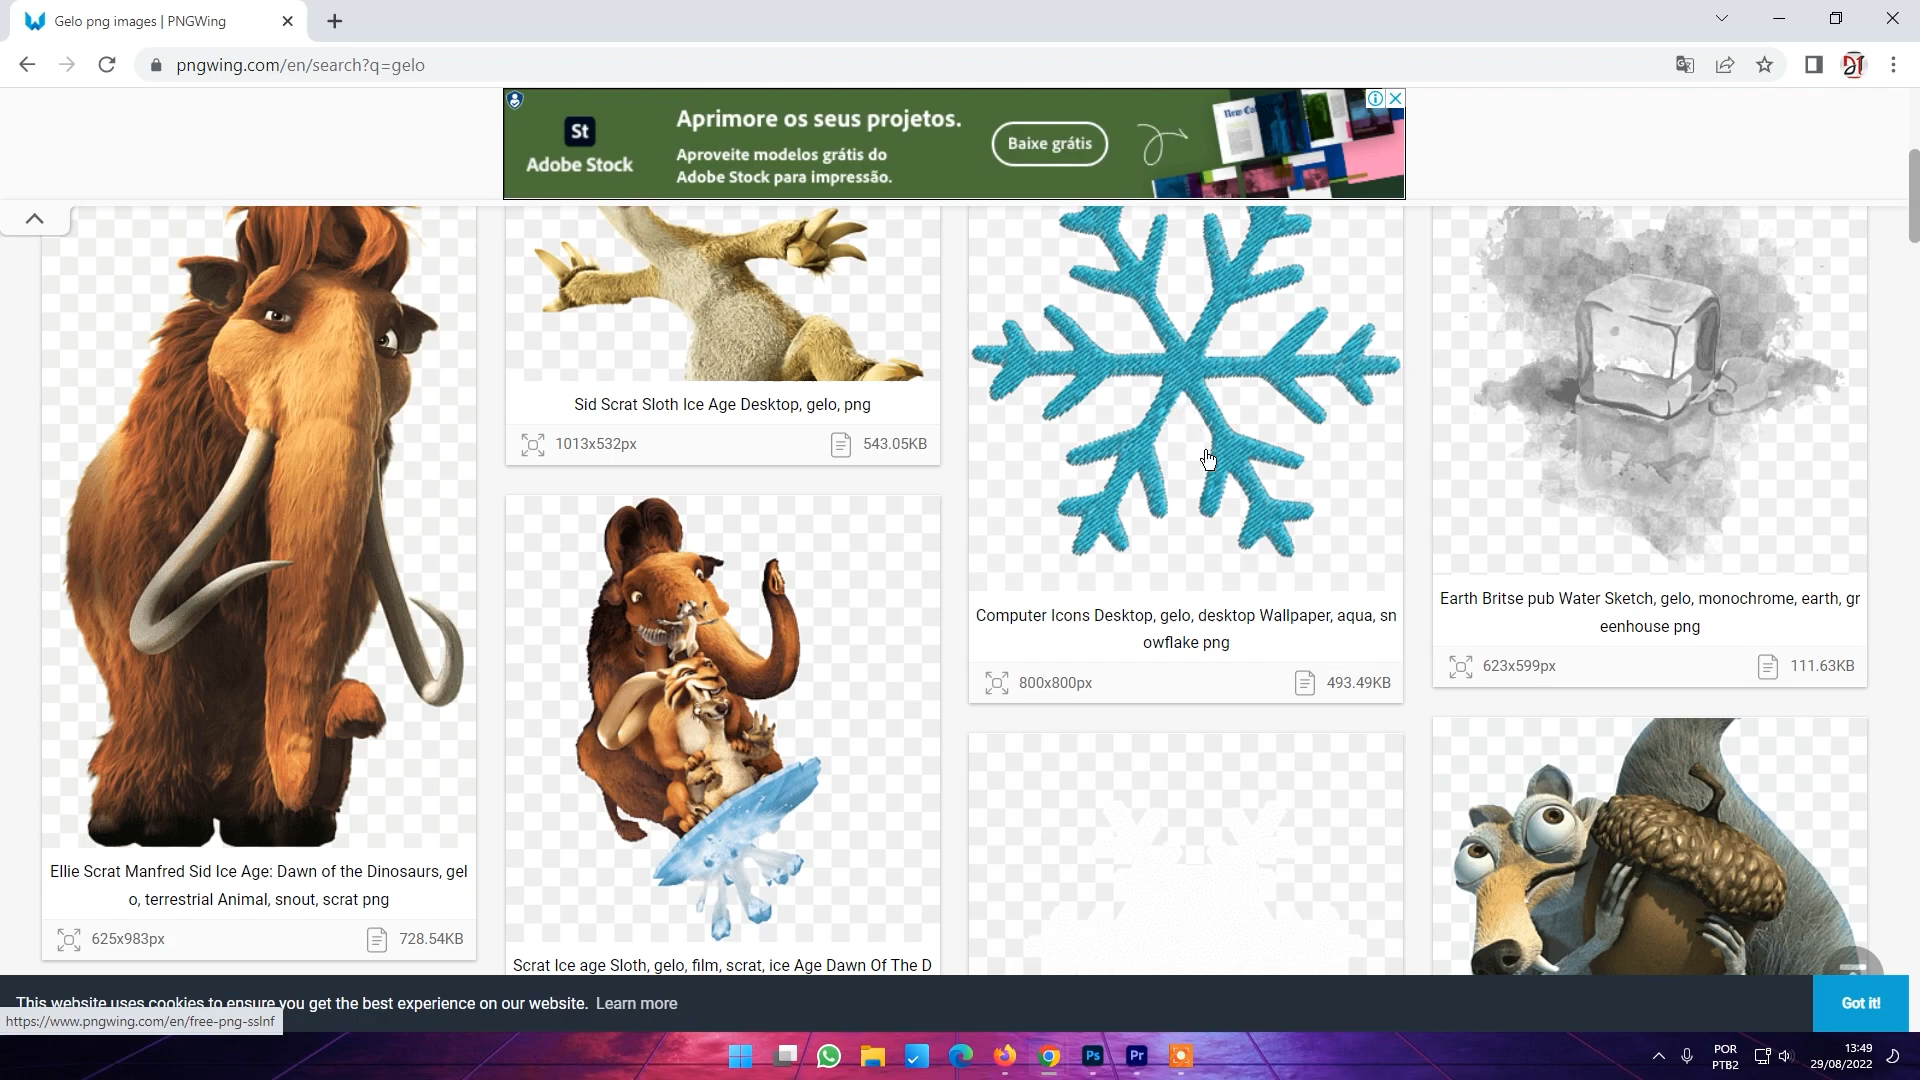 Gelo png images | PNGWing
pngwing.com/en/search?q=gelo
St
Adobe Stock
Aprimore os seus projetos.
Aproveite modelos grátis do
Adobe Stock para impressão.
Baixe grátis
Sid Scrat Sloth Ice Age Desktop, gelo, png
1013x532px
543.05KB
Computer Icons Desktop, gelo, desktop Wallpaper, aqua, sn
owflake png
800x800px
493.49KB
Earth Britse pub Water Sketch, gelo, monochrome, earth, gr
eenhouse png
623x599px
111.63KB
Ellie Scrat Manfred Sid Ice Age: Dawn of the Dinosaurs, gel
o, terrestrial Animal, snout, scrat png
625x983px
728.54KB
Scrat Ice age Sloth, gelo, film, scrat, ice Age Dawn Of The D
This website uses cookies to ensure you get the best experience on our website. Learn more
Got it!
https://www.pngwing.com/en/free-png-sslnf
Ps
Pr
POR
PTB2
13:49
29/08/2022